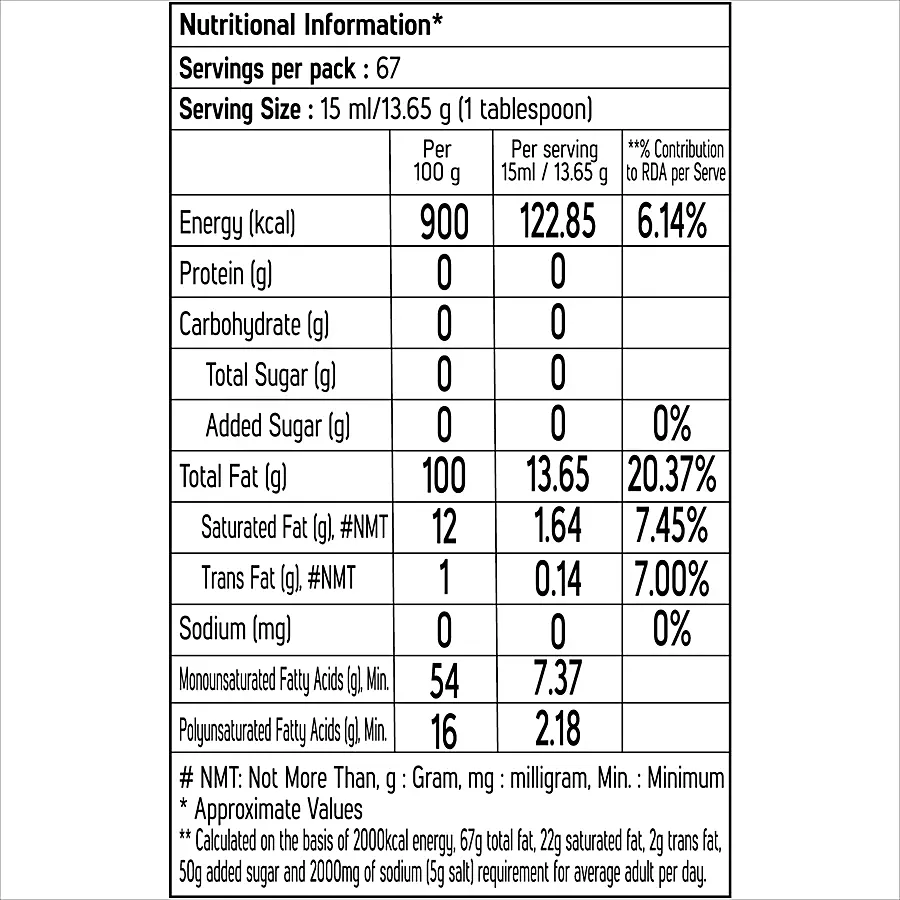 Nutritional Information*
Servings per pack : 67
Serving Size : 15 ml/13.65 g (1 tablespoon)
Per 100 g Per serving 15ml / 13.65 g **% Contribution to RDA per Serve
Energy (kcal) 900 122.85 6.14%
Protein (g) 0 0
Carbohydrate (g) 0 0
Total Sugar (g) 0 0
Added Sugar (g) 0 0 0%
Total Fat (g) 100 13.65 20.37%
Saturated Fat (g), #NMT 12 1.64 7.45%
Trans Fat (g), #NMT 1 0.14 7.00%
Sodium (mg) 0 0 0%
Monounsaturated Fatty Acids (g), Min. 54 7.37
Polyunsaturated Fatty Acids (g), Min. 16 2.18
# NMT: Not More Than, g : Gram, mg : milligram, Min. : Minimum
* Approximate Values
** Calculated on the basis of 2000kcal energy, 67g total fat, 22g saturated fat, 2g trans fat,
50g added sugar and 2000mg of sodium (5g salt) requirement for average adult per day.